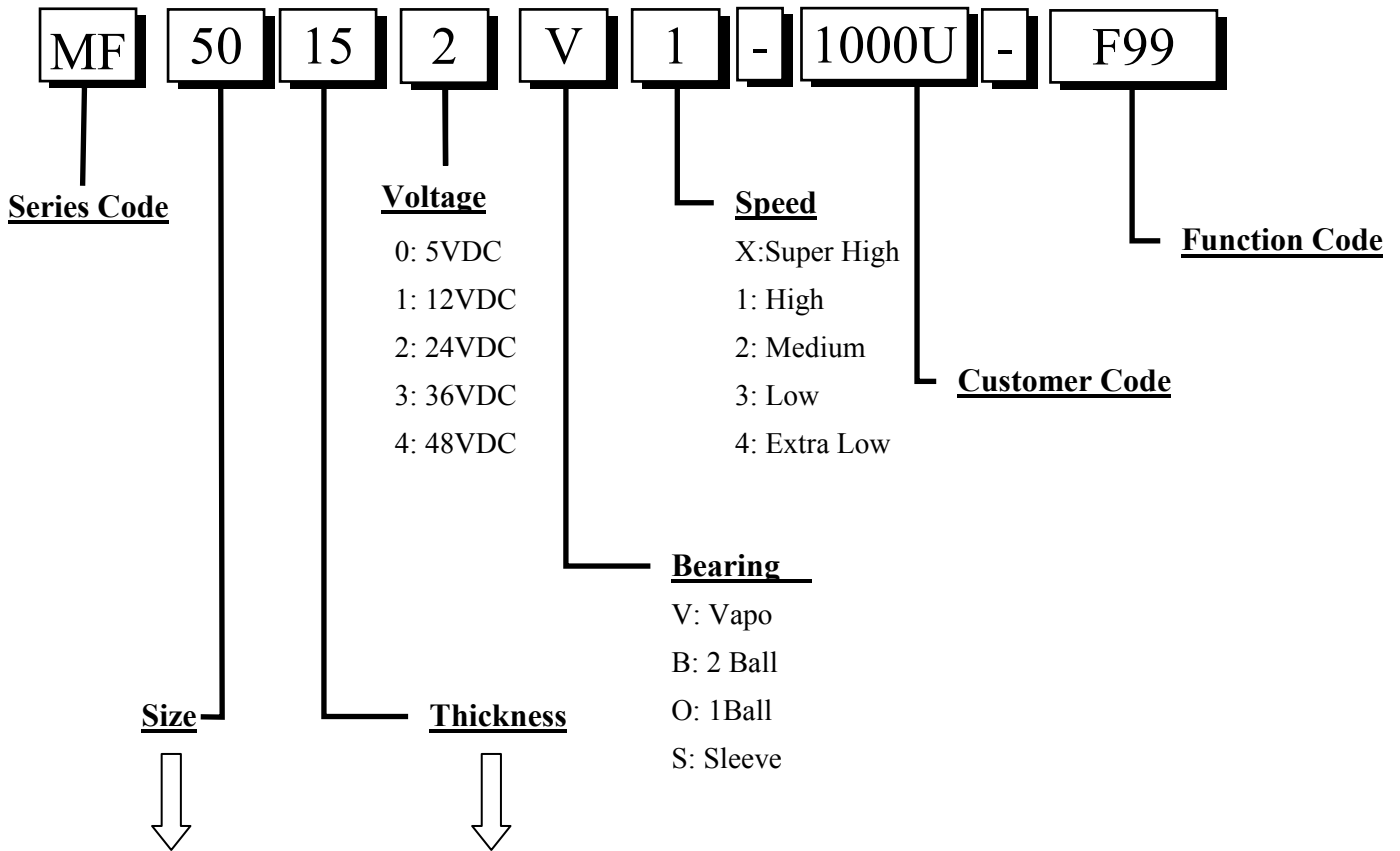 MF 50 15 2 V 1 - 1000U - F99
Series Code
Voltage
0: 5VDC
1: 12VDC
2: 24VDC
3: 36VDC
4: 48VDC
Speed
X:Super High
1: High
2: Medium
3: Low
4: Extra Low
Function Code
Customer Code
Bearing
V: Vapo
B: 2 Ball
O: 1Ball
S: Sleeve
Size
Thickness